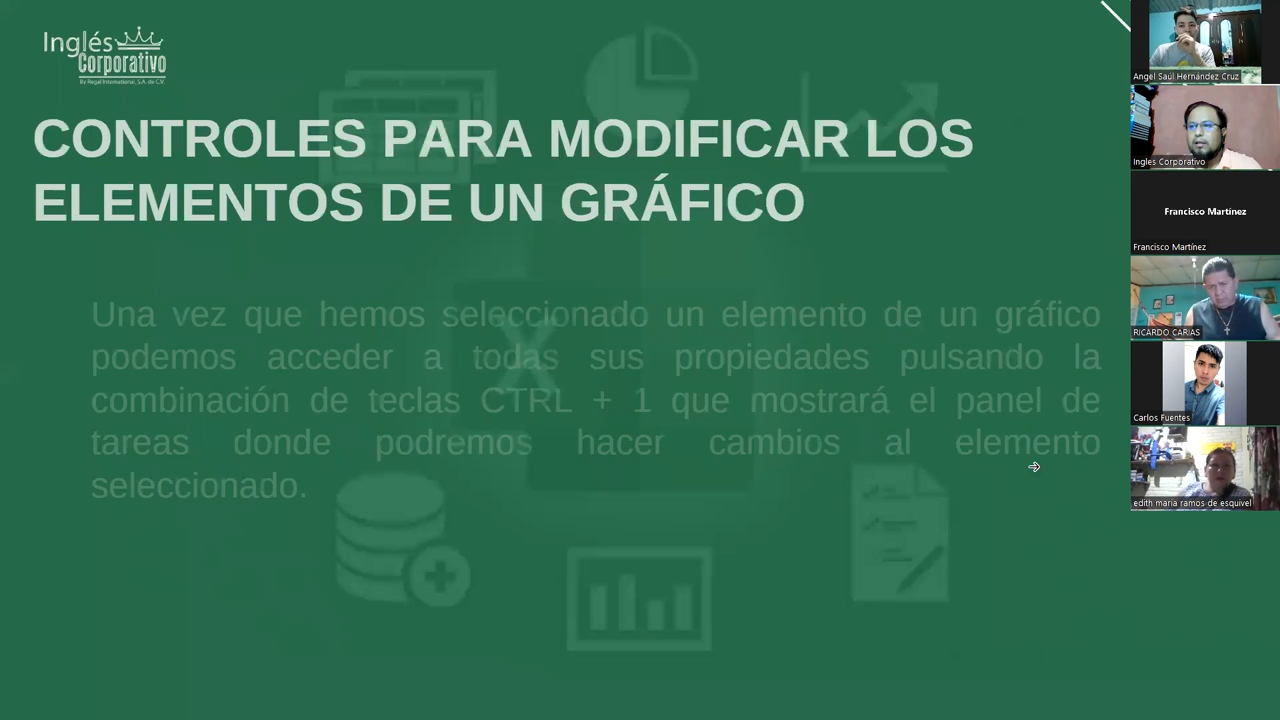 Inglés
Corporativo
By Regal International, S.A. de C.V.
CONTROLES PARA MODIFICAR LOS
ELEMENTOS DE UN GRÁFICO
Una vez que hemos seleccionado un elemento de un gráfico
podemos acceder a todas sus propiedades pulsando la
combinación de teclas CTRL + 1 que mostrará el panel de
tareas donde podremos hacer cambios al elemento
seleccionado.
X
Angel Saúl Hernández Cruz
Ingles Corporativo
Francisco Martínez
Francisco Martínez
RICARDO CARIAS
Carlos Fuentes
edith maria ramos de esquivel